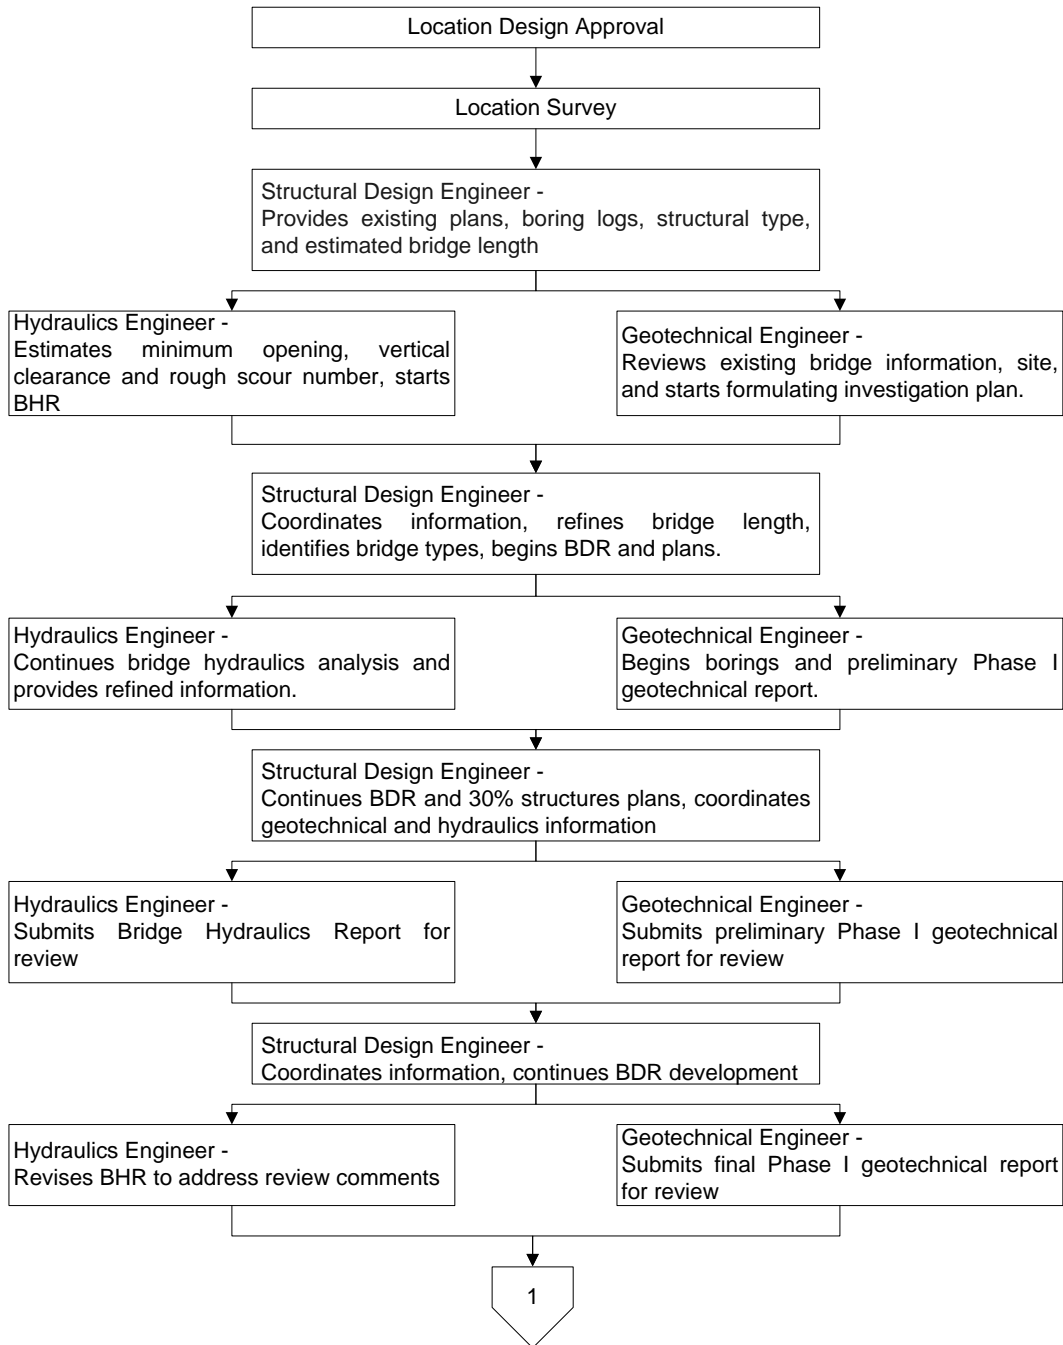 Location Design Approval
Location Survey
Structural Design Engineer -
Provides existing plans, boring logs, structural type,
and estimated bridge length
Hydraulics Engineer -
Estimates minimum opening, vertical
clearance and rough scour number, starts
BHR
Geotechnical Engineer -
Reviews existing bridge information, site,
and starts formulating investigation plan.
Structural Design Engineer -
Coordinates information, refines bridge length,
identifies bridge types, begins BDR and plans.
Hydraulics Engineer -
Continues bridge hydraulics analysis and
provides refined information.
Geotechnical Engineer -
Begins borings and preliminary Phase I
geotechnical report.
Structural Design Engineer -
Continues BDR and 30% structures plans, coordinates
geotechnical and hydraulics information
Hydraulics Engineer -
Submits Bridge Hydraulics Report for
review
Geotechnical Engineer -
Submits preliminary Phase I geotechnical
report for review
Structural Design Engineer -
Coordinates information, continues BDR development
Hydraulics Engineer -
Revises BHR to address review comments
Geotechnical Engineer -
Submits final Phase I geotechnical report
for review
1